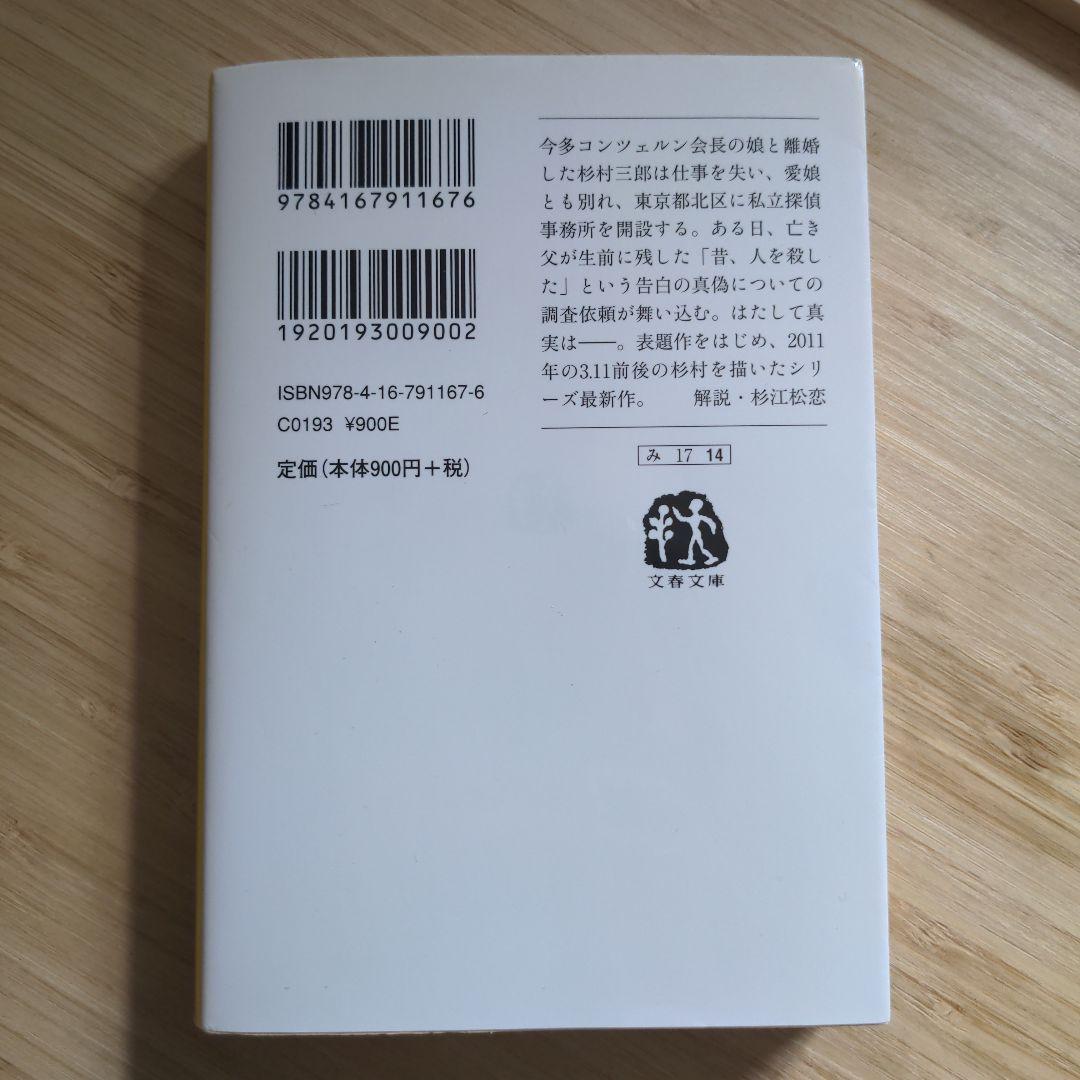 9784167911676
1920193009002
ISBN978-4-16-791167-6
C0193 ¥900E
定価(本体900円+税)
今多コンツェルン会長の娘と離婚
した杉村三郎は仕事を失い、愛娘
とも別れ、東京都北区に私立探偵
事務所を開設する。ある日、亡き
父が生前に残した「昔、人を殺し
た」という告白の真偽についての
調査依頼が舞い込む。はたして真
実は――。表題作をはじめ、2011
年の3.11前後の杉村を描いたシリ
ーズ最新作。　　解説・杉江松恋
み 17 14
文春文庫